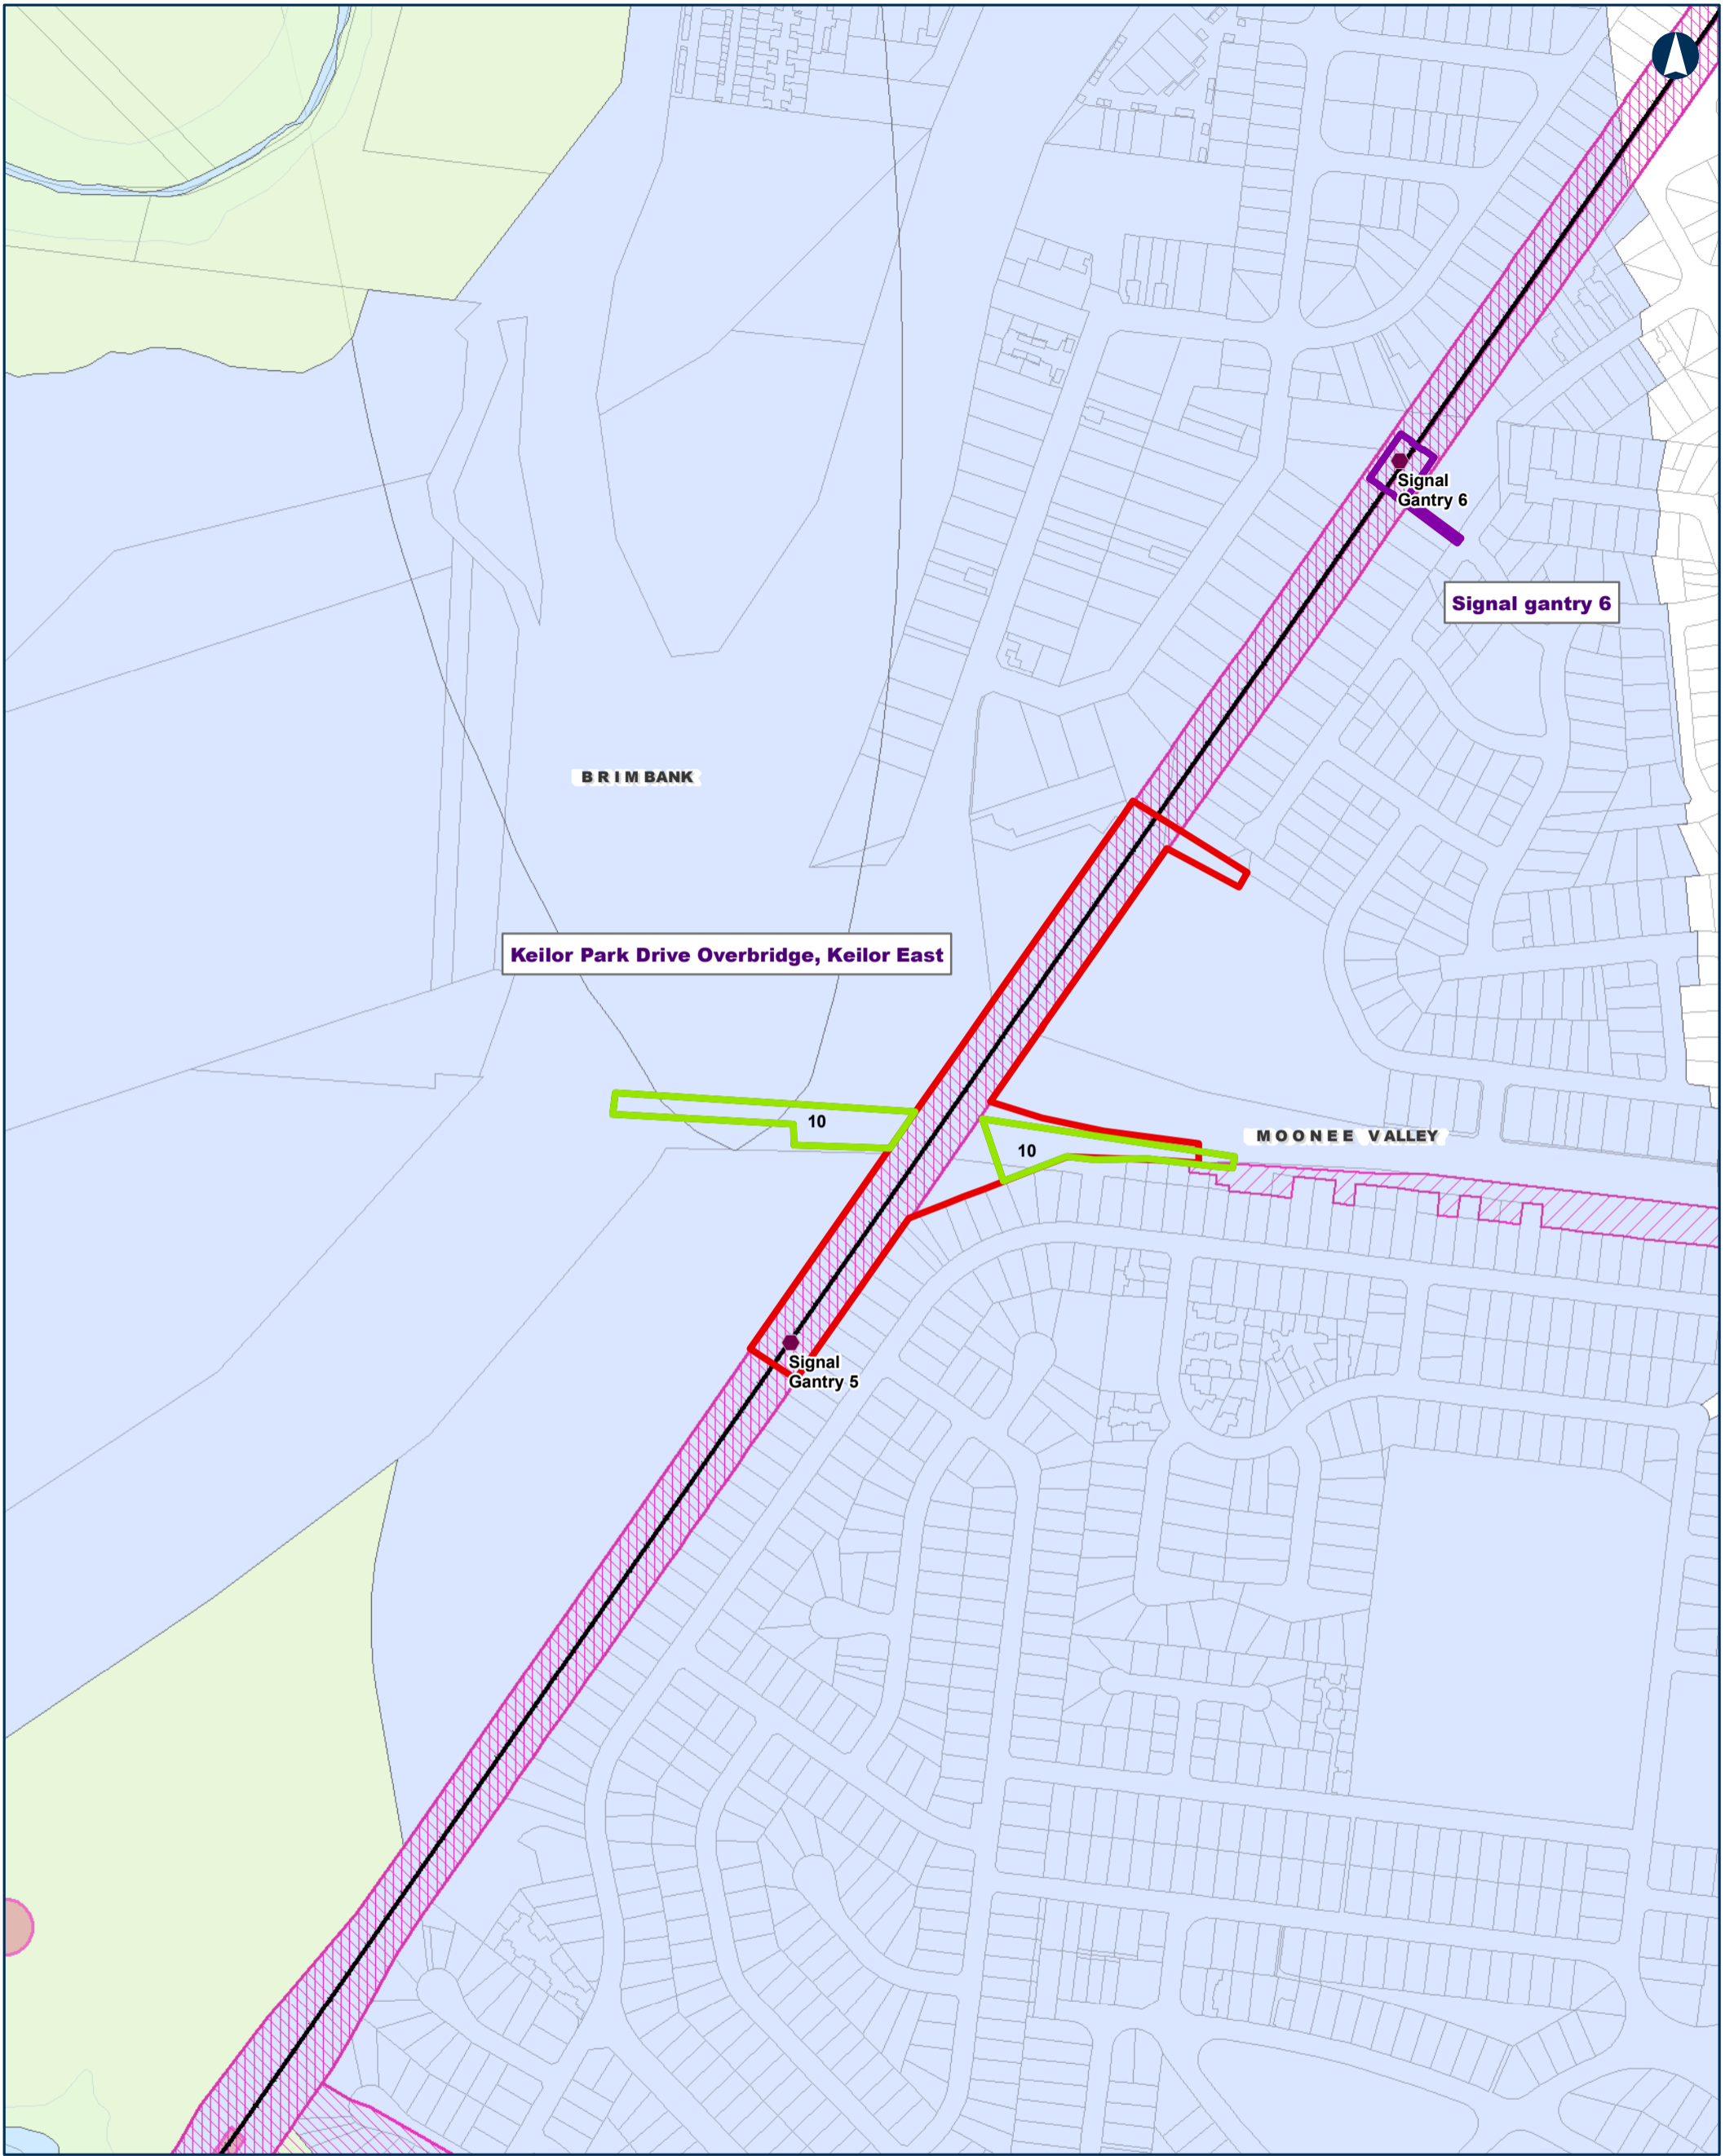 Signal
Gantry 6
Signal gantry 6
BRIMBANK
Keilor Park Drive Overbridge, Keilor East
10
10
MOONEE VALLEY
Signal
Gantry 5